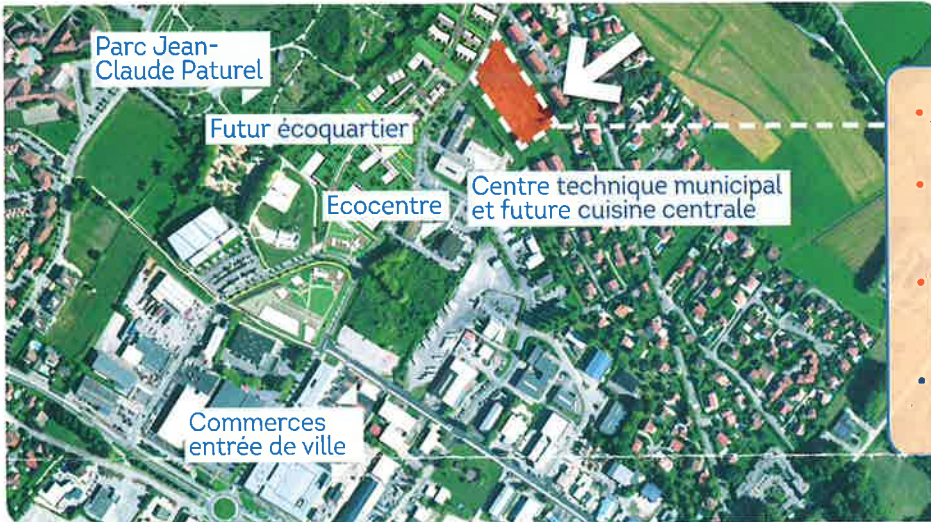 Parc Jean-
Claude Paturel
Futur écoquartier
Ecocentre
Centre technique municipal
et future cuisine centrale
Commerces
entrée de ville